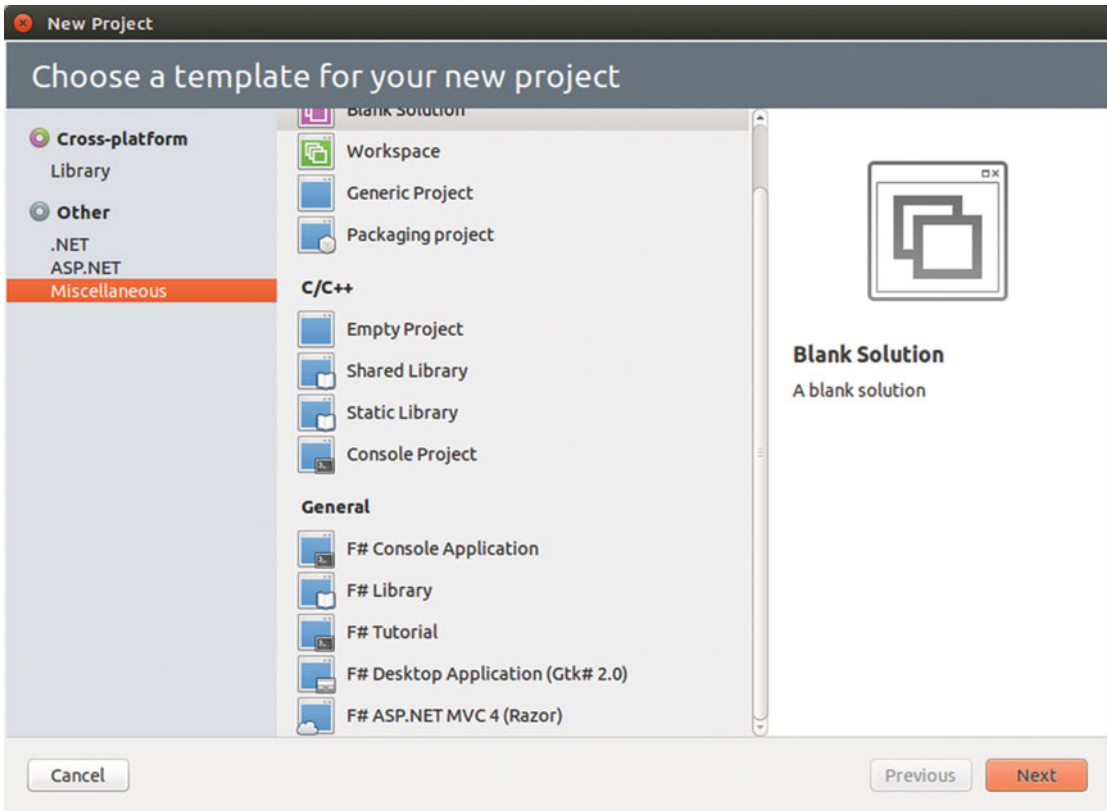 New Project
Choose a template for your new project
Cross-platform
Library
Other
.NET
ASP.NET
Miscellaneous
Blank Solution
Workspace
Generic Project
Packaging project
C/C++
Empty Project
Shared Library
Static Library
Console Project
General
F# Console Application
F# Library
F# Tutorial
F# Desktop Application (Gtk# 2.0)
F# ASP.NET MVC 4 (Razor)
Blank Solution
A blank solution
Cancel
Previous
Next